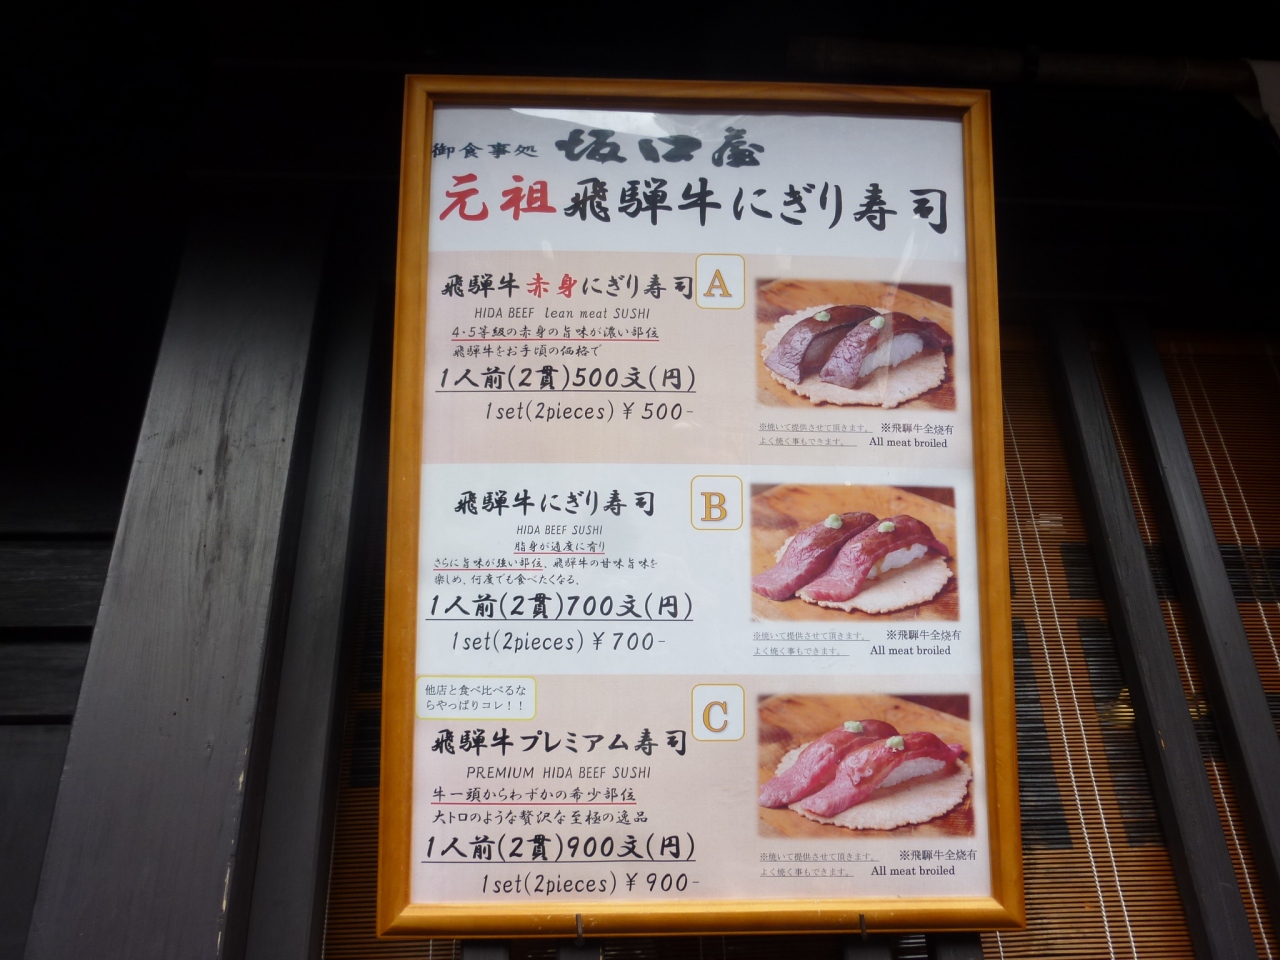 御食事処 坂口屋
元祖飛騨牛にぎり寿司
飛騨牛赤身にぎり寿司 A
HIDA BEEF lean meat SUSHI
4・5等級の赤身の旨味が濃い部位
飛騨牛をお手頃の価格で
1人前(2貫)500文(円)
1set(2pieces)¥500-
※焼いて提供させて頂きます。 ※飛騨牛全焼有
よく焼く事もできます。 All meat broiled
飛騨牛にぎり寿司 B
HIDA BEEF SUSHI
脂身が適度に有り
さらに旨味が強い部位、飛騨牛の甘味旨味を
楽しめ、何度でも食べたくなる。
1人前(2貫)700文(円)
1set(2pieces)¥700-
※焼いて提供させて頂きます。 ※飛騨牛全焼有
よく焼く事もできます。 All meat broiled
他店と食べ比べるな
らやっぱりコレ！！
飛騨牛プレミアム寿司 C
PREMIUM HIDA BEEF SUSHI
牛一頭からわずかの希少部位
大トロのような贅沢な至極の逸品
1人前(2貫)900文(円)
1set(2pieces)¥900-
※焼いて提供させて頂きます。 ※飛騨牛全焼有
よく焼く事もできます。 All meat broiled